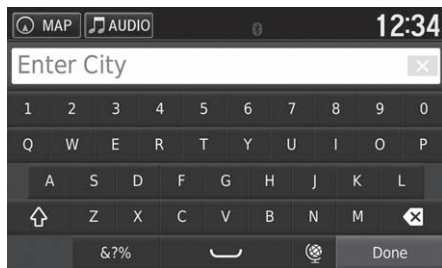 MAP AUDIO 12:34
Enter City
1 2 3 4 5 6 7 8 9 0
Q W E R T Y U I O P
A S D F G H J K L
Z X C V B N M
&?% Done